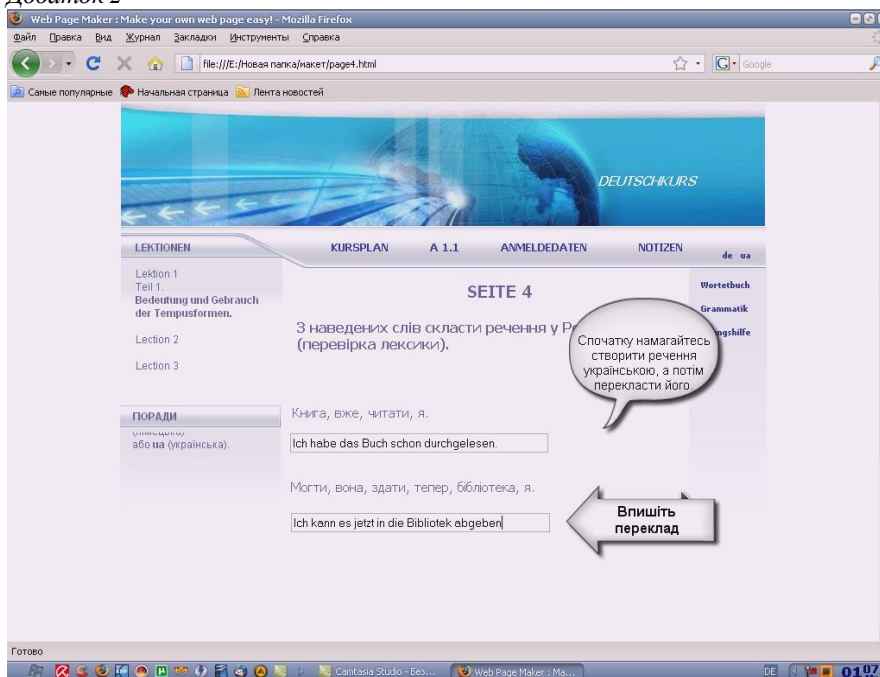 Додаток 2
Web Page Maker : Make your own web page easy! - Mozilla Firefox
Файл Правка Вид Журнал Закладки Инструменты Справка
file:///E:/Новая папка/макет/page4.html
Google
Самые популярные Начальная страница Лента новостей
DEUTSCHKURS
LEKTIONEN KURSPLAN A 1.1 ANMELDEDATEN NOTIZEN de ua
Lektion 1
Teil 1.
Bedeutung und Gebrauch
der Tempusformen.
Lection 2
Lection 3
ПОРАДИ
або ua (українська).
SEITE 4
З наведених слів скласти речення у
(перевірка лексики).
Книга, вже, читати, я.
Ich habe das Buch schon durchgelesen.
Могти, вона, здати, тепер, бібліотека, я.
Ich kann es jetzt in die Bibliotek abgeben
Wortetbuch
Grammatik
Спочатку намагайтесь
створити речення
українською, а потім
перекласти його.
Впишіть
переклад
Готово
Camtasia Studio - Без... Web Page Maker : Ma... DE